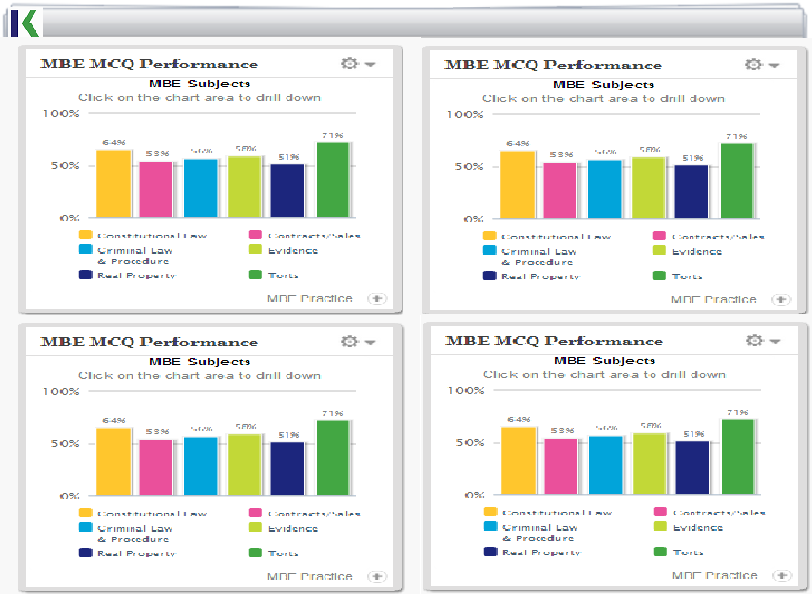 MBE MCQ Performance
MBE Subjects
Click on the chart area to drill down
100%
64%
53%
56%
58%
51%
71%
50%
0%
Constitutional Law
Contracts/Sales
Criminal Law
& Procedure
Evidence
Real Property
Torts
MBE Practice
MBE MCQ Performance
MBE Subjects
Click on the chart area to drill down
100%
64%
53%
56%
58%
51%
71%
50%
0%
Constitutional Law
Contracts/Sales
Criminal Law
& Procedure
Evidence
Real Property
Torts
MBE Practice
MBE MCQ Performance
MBE Subjects
Click on the chart area to drill down
100%
64%
53%
56%
58%
51%
71%
50%
0%
Constitutional Law
Contracts/Sales
Criminal Law
& Procedure
Evidence
Real Property
Torts
MBE Practice
MBE MCQ Performance
MBE Subjects
Click on the chart area to drill down
100%
64%
53%
56%
58%
51%
71%
50%
0%
Constitutional Law
Contracts/Sales
Criminal Law
& Procedure
Evidence
Real Property
Torts
MBE Practice